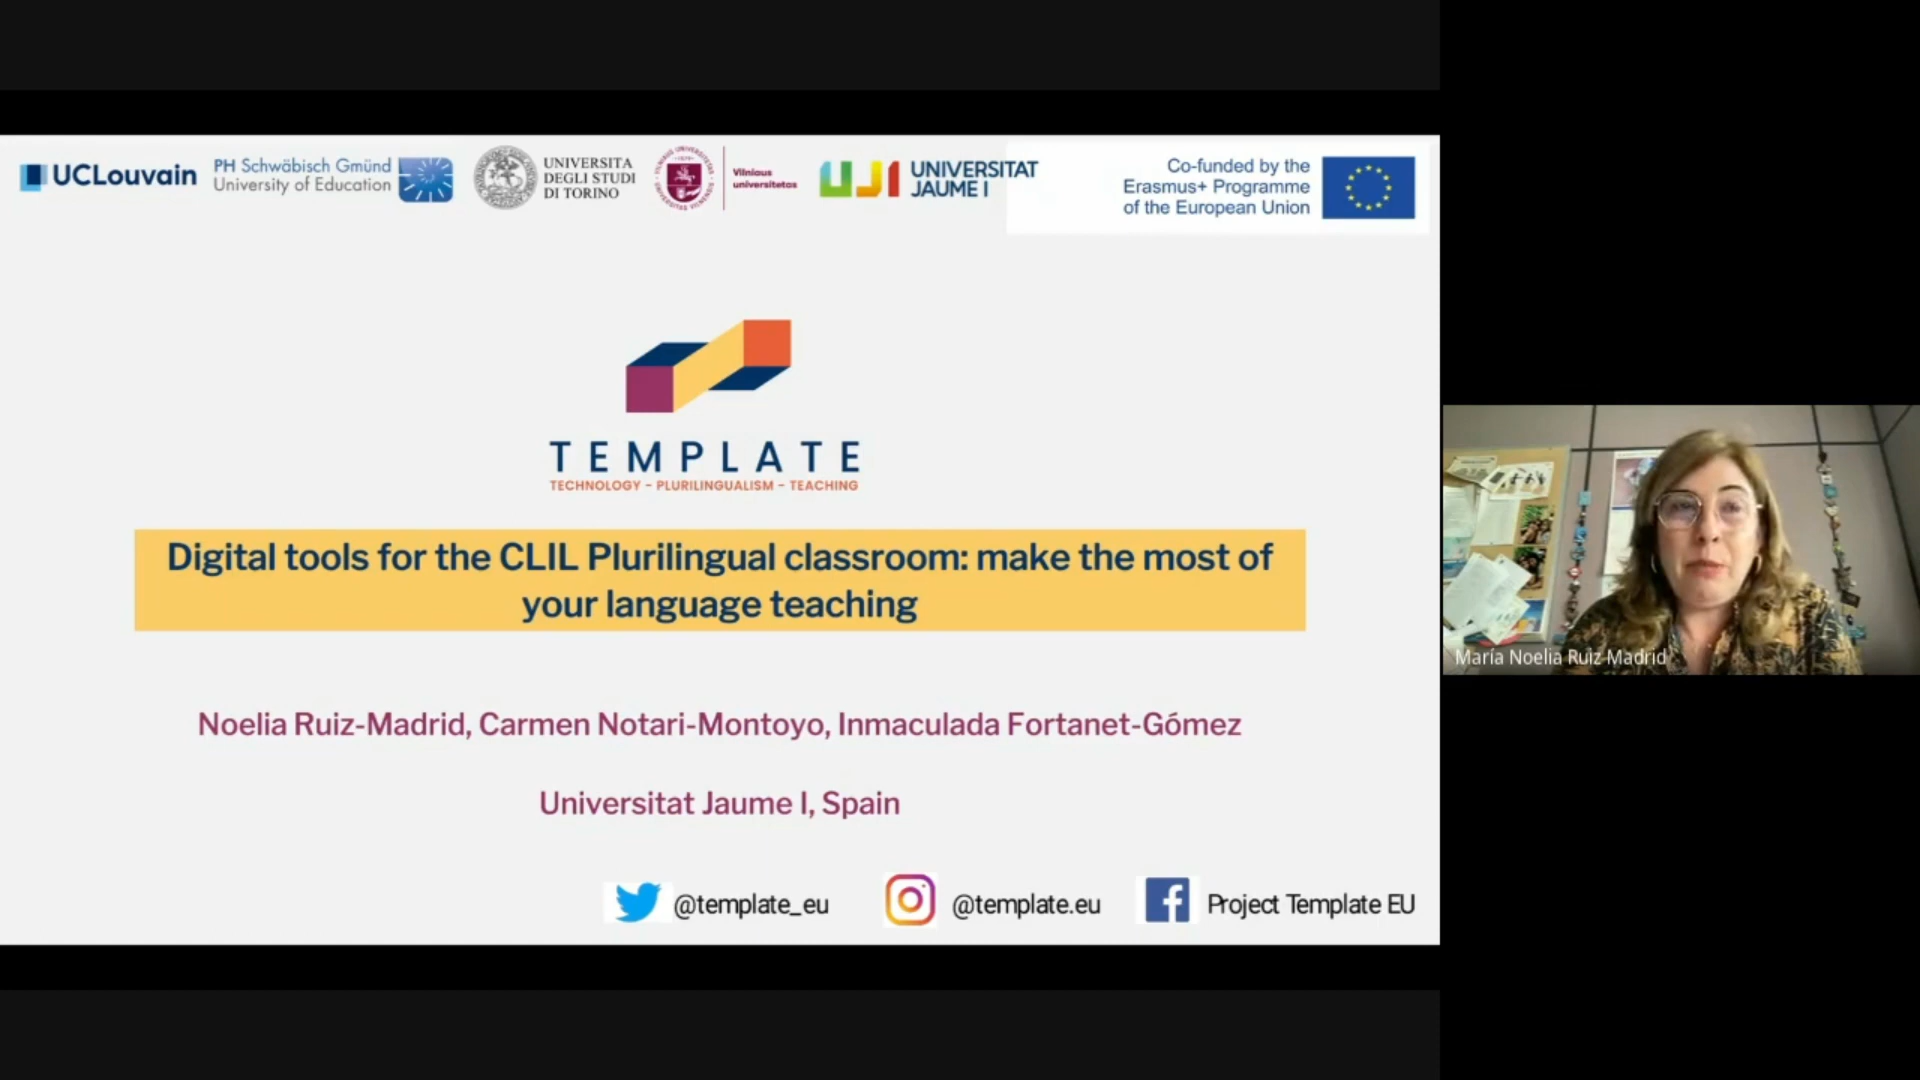 UCLouvain
PH Schwäbisch Gmünd
University of Education
UNIVERSITA
DEGLI STUDI
DI TORINO
Vilniaus
universitetas
UJI
UNIVERSITAT
JAUME I
Co-funded by the
Erasmus+ Programme
of the European Union
TEMPLATE
TECHNOLOGY - PLURILINGUALISM - TEACHING
Digital tools for the CLIL Plurilingual classroom: make the most of
your language teaching
Noelia Ruiz-Madrid, Carmen Notari-Montoyo, Inmaculada Fortanet-Gómez
Universitat Jaume I, Spain
@template_eu
@template.eu
Project Template EU
María Noelia Ruiz Madrid